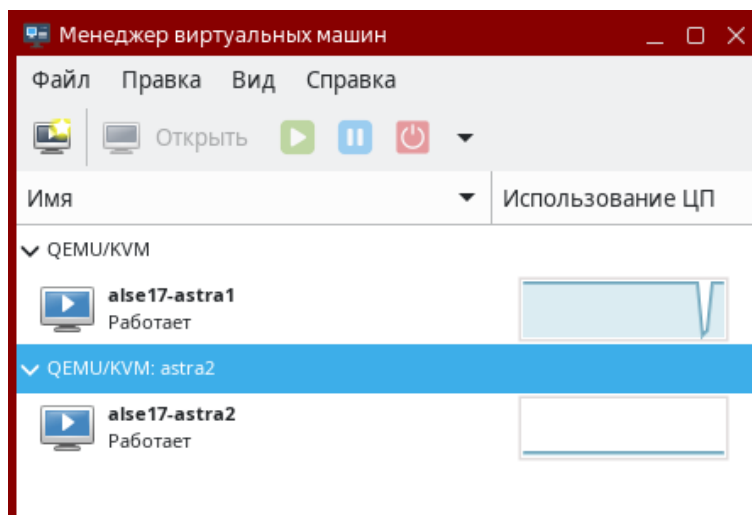 Менеджер виртуальных машин
Файл Правка Вид Справка
Открыть
Имя Использование ЦП
QEMU/KVM
alse17-astra1
Работает
QEMU/KVM: astra2
alse17-astra2
Работает